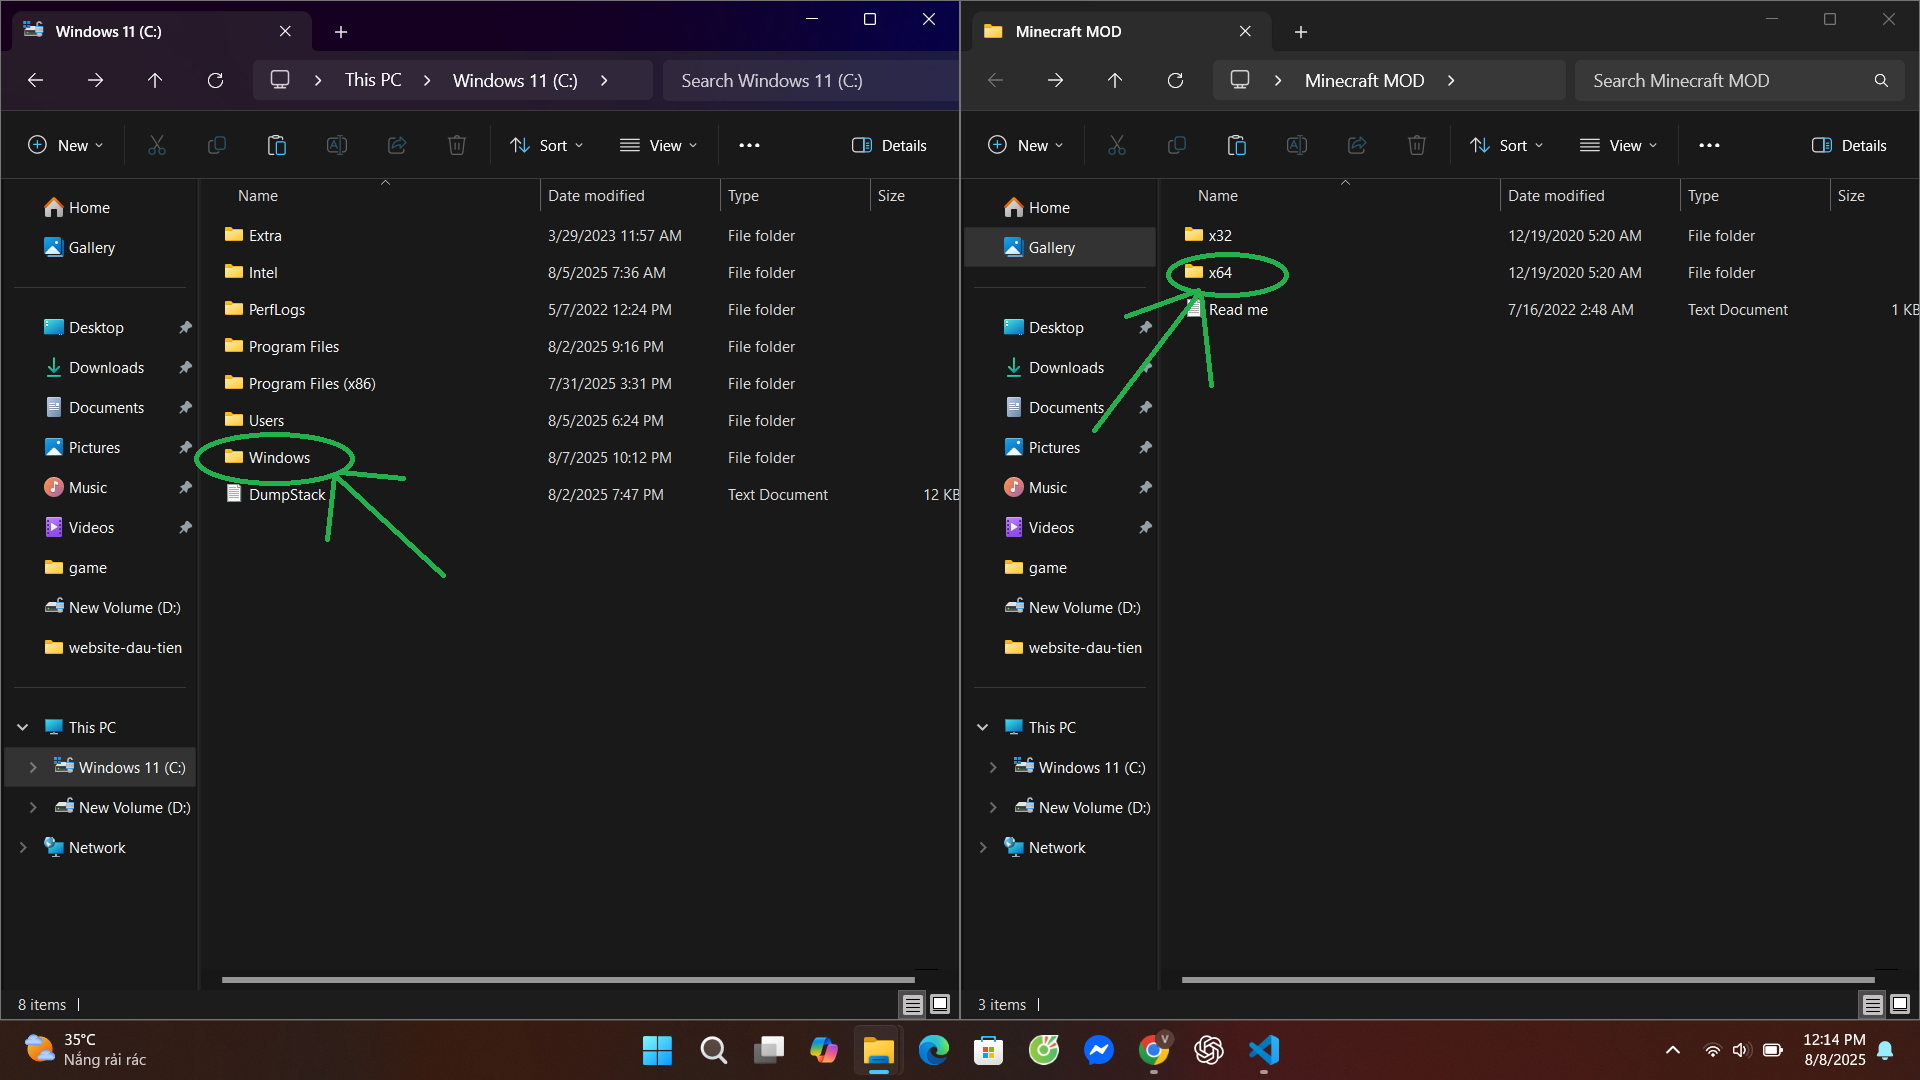 Windows 11 (C:)
This PC
Windows 11 (C:)
Search Windows 11 (C:)
New
Sort
View
Details
Name
Date modified
Type
Size
Home
Gallery
Desktop
Downloads
Documents
Pictures
Music
Videos
game
New Volume (D:)
website-dau-tien
This PC
Windows 11 (C:)
New Volume (D:)
Network
Extra 3/29/2023 11:57 AM File folder
Intel 8/5/2025 7:36 AM File folder
PerfLogs 5/7/2022 12:24 PM File folder
Program Files 8/2/2025 9:16 PM File folder
Program Files (x86) 7/31/2025 3:31 PM File folder
Users 8/5/2025 6:24 PM File folder
Windows 8/7/2025 10:12 PM File folder
DumpStack 8/2/2025 7:47 PM Text Document 12 KB
8 items
Minecraft MOD
Minecraft MOD
Search Minecraft MOD
New
Sort
View
Details
Name
Date modified
Type
Size
Home
Gallery
Desktop
Downloads
Documents
Pictures
Music
Videos
game
New Volume (D:)
website-dau-tien
This PC
Windows 11 (C:)
New Volume (D:)
Network
x32 12/19/2020 5:20 AM File folder
x64 12/19/2020 5:20 AM File folder
Read me 7/16/2022 2:48 AM Text Document 1 KB
3 items
35°C
Nắng rải rác
V
12:14 PM
8/8/2025